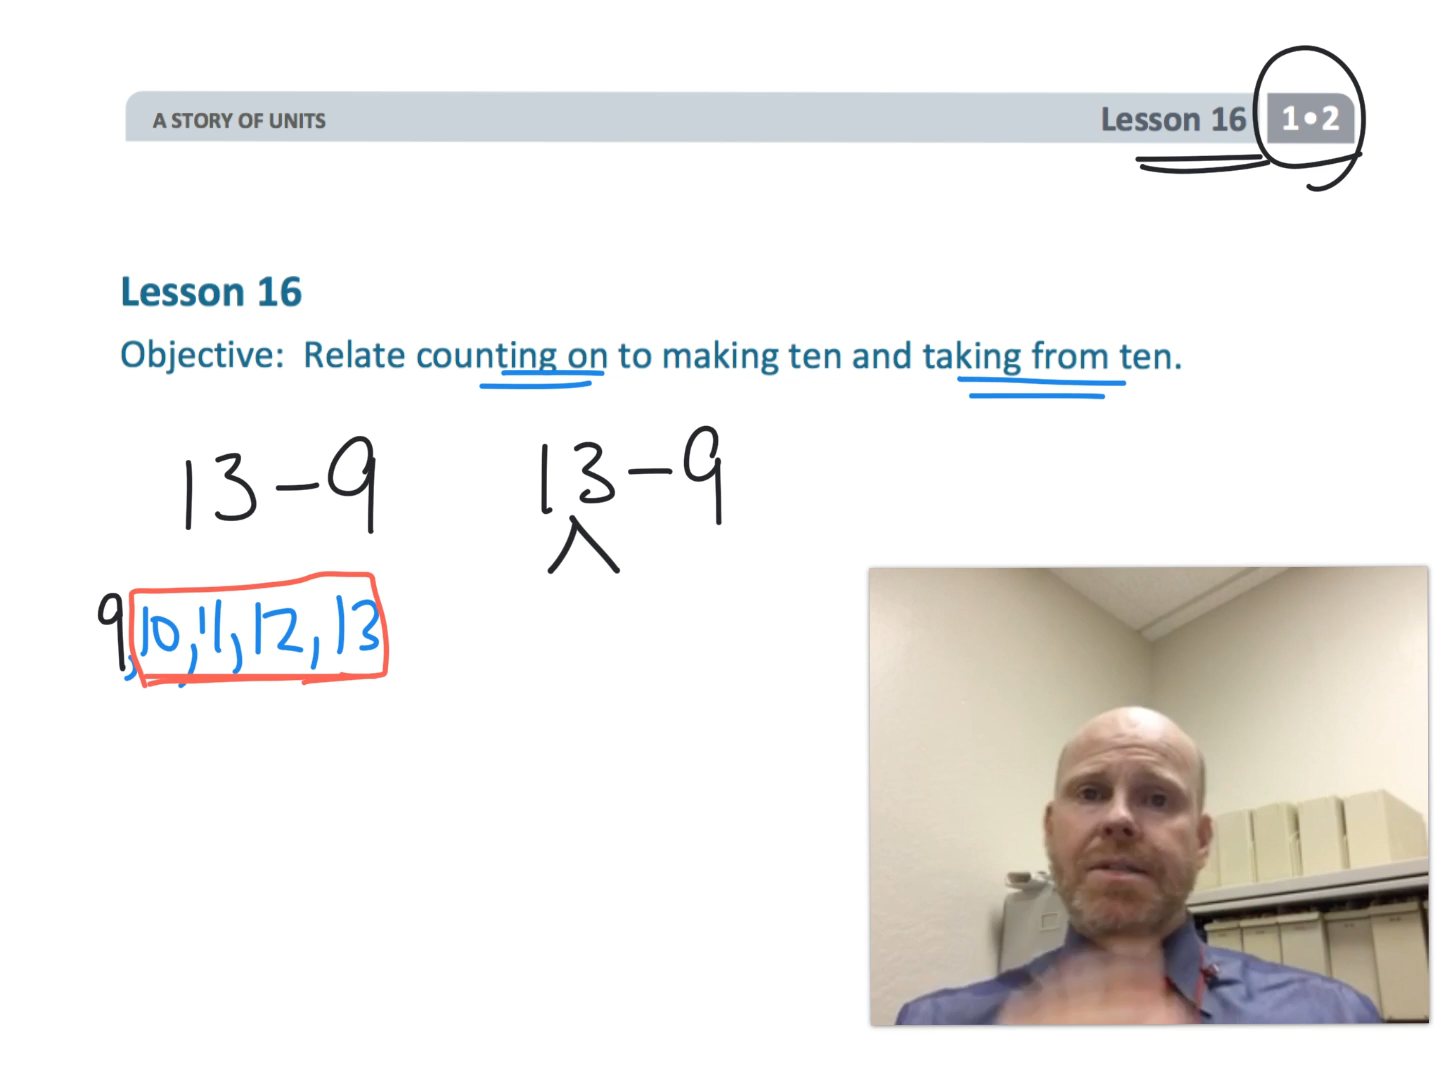 A STORY OF UNITS Lesson 16 1•2
Lesson 16
Objective: Relate counting on to making ten and taking from ten.
13-9 13-9
9,10,11,12,13